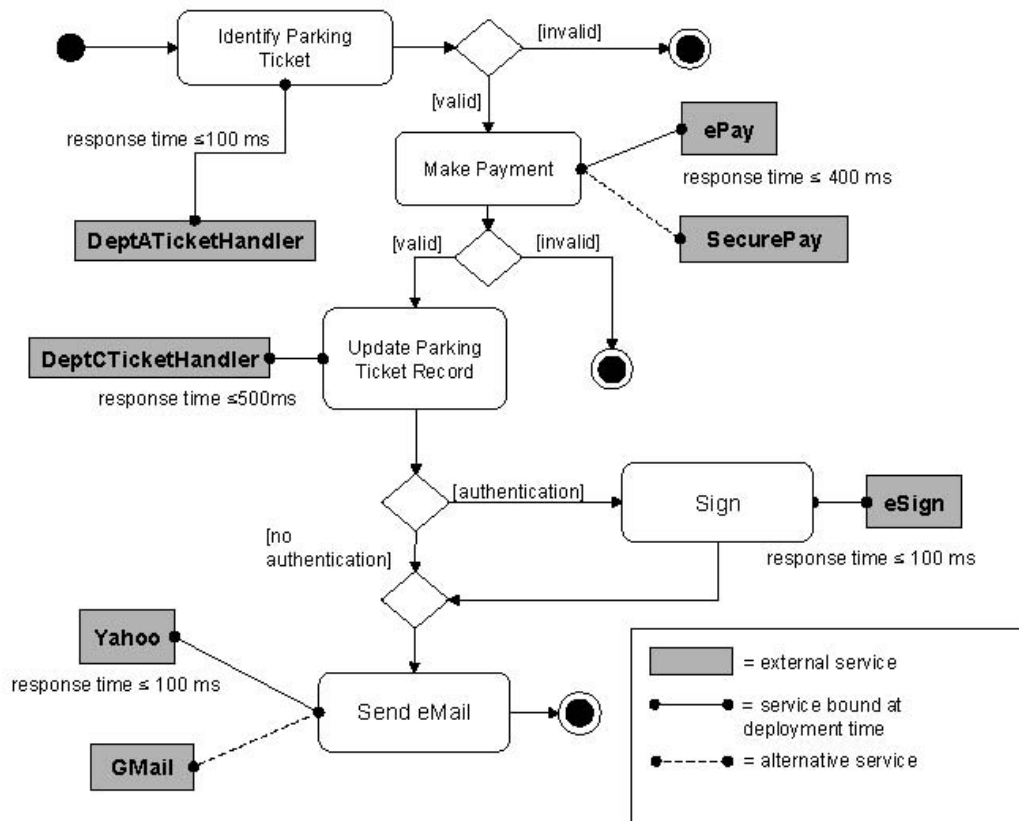 Identify Parking
Ticket
[invalid]
[valid]
response time ≤100 ms
ePay
Make Payment
response time ≤ 400 ms
DeptATicketHandler
SecurePay
[valid]
[invalid]
DeptCTicketHandler
Update Parking
Ticket Record
response time ≤500ms
[authentication]
Sign
eSign
[no
authentication]
response time ≤ 100 ms
Yahoo
response time ≤ 100 ms
Send eMail
GMail
= external service
= service bound at
deployment time
= alternative service